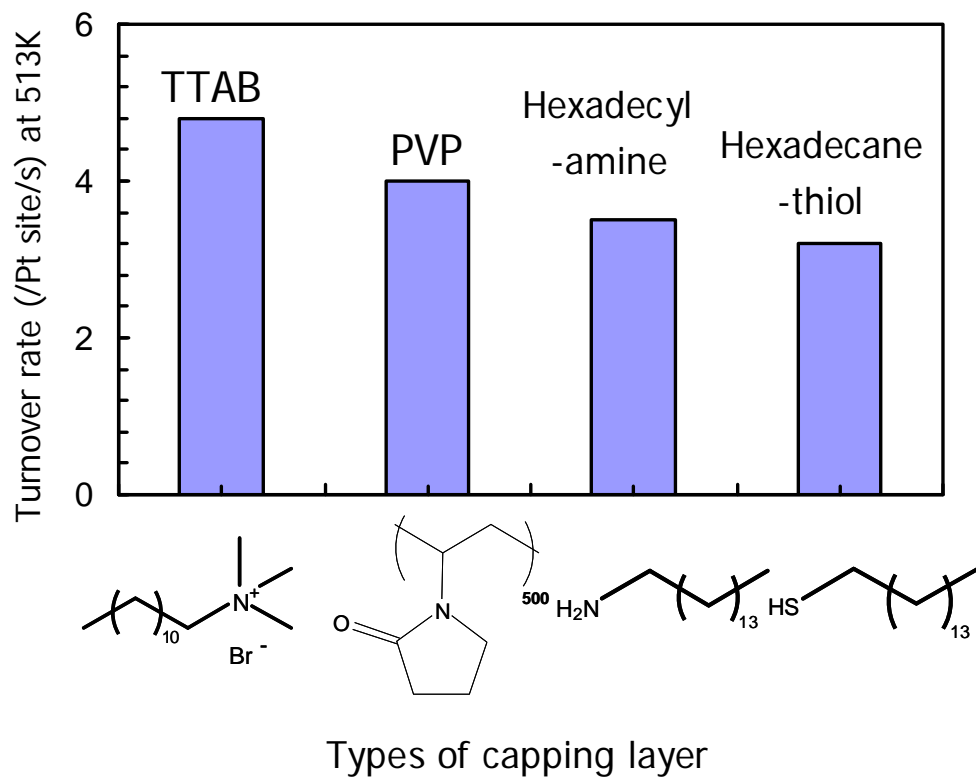 Turnover rate (/Pt site/s) at 513K
6
4
2
0
TTAB
PVP
Hexadecyl
-amine
Hexadecane
-thiol
10
N+
Br -
O
N
500
H2N
13
HS
13
Types of capping layer